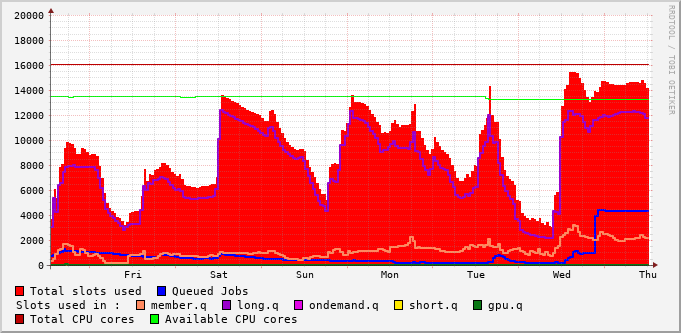 20000
18000
16000
14000
12000
10000
8000
6000
4000
2000
0
Fri Sat Sun Mon Tue Wed Thu
RRDTOOL / TOBI OETIKER
Total slots used Queued Jobs
Slots used in : member.q long.q ondemand.q short.q gpu.q
Total CPU cores Available CPU cores